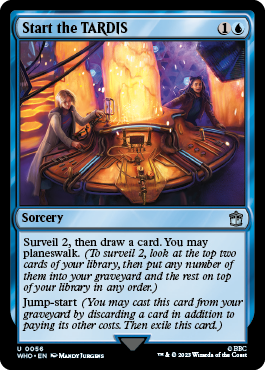 Start the TARDIS 1
Sorcery
Surveil 2, then draw a card. You may
planeswalk. (To surveil 2, look at the top two
cards of your library, then put any number of
them into your graveyard and the rest on top
of your library in any order.)
Jump-start (You may cast this card from your
graveyard by discarding a card in addition to
paying its other costs. Then exile this card.)
U 0056 © BBC
WHO • EN Mandy Jurgens ™ & © 2023 Wizards of the Coast